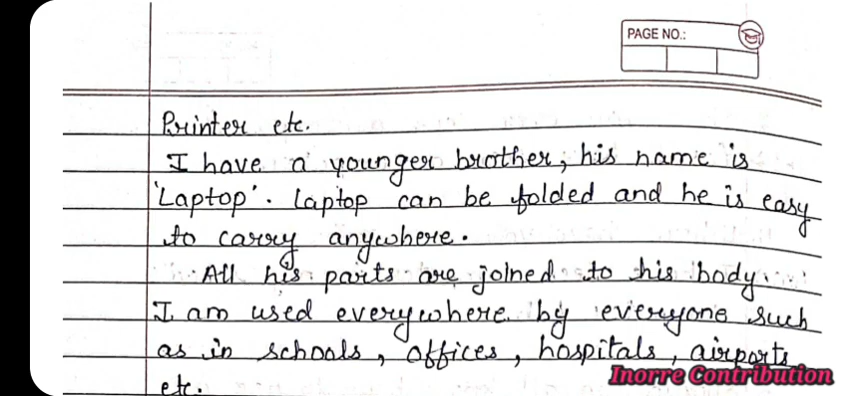 PAGE NO.:
Printer etc.
I have a younger brother, his name is
'Laptop'. Laptop can be folded and he is easy
to carry anywhere.
All his parts are joined to his body.
I am used everywhere by everyone such
as in schools, offices, hospitals, airports
Inorre Contribution
etc.